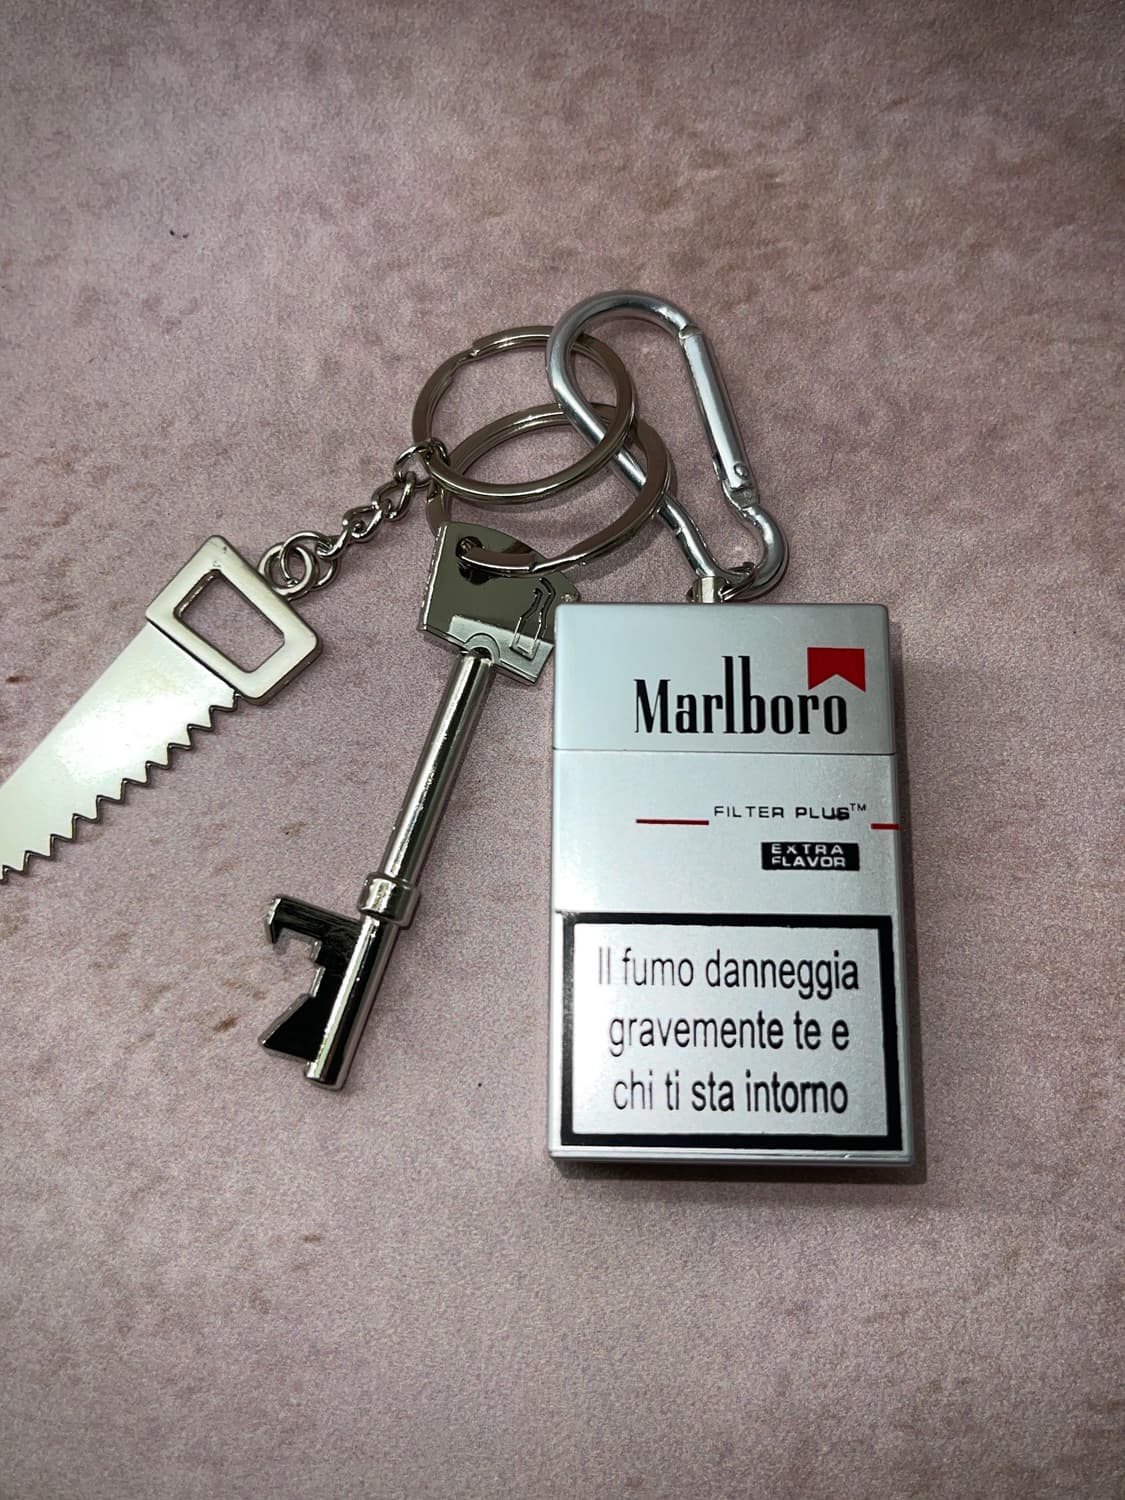 Marlboro
FILTER PLUS™
EXTRA
FLAVOR
Il fumo danneggia
gravemente te e
chi ti sta intorno